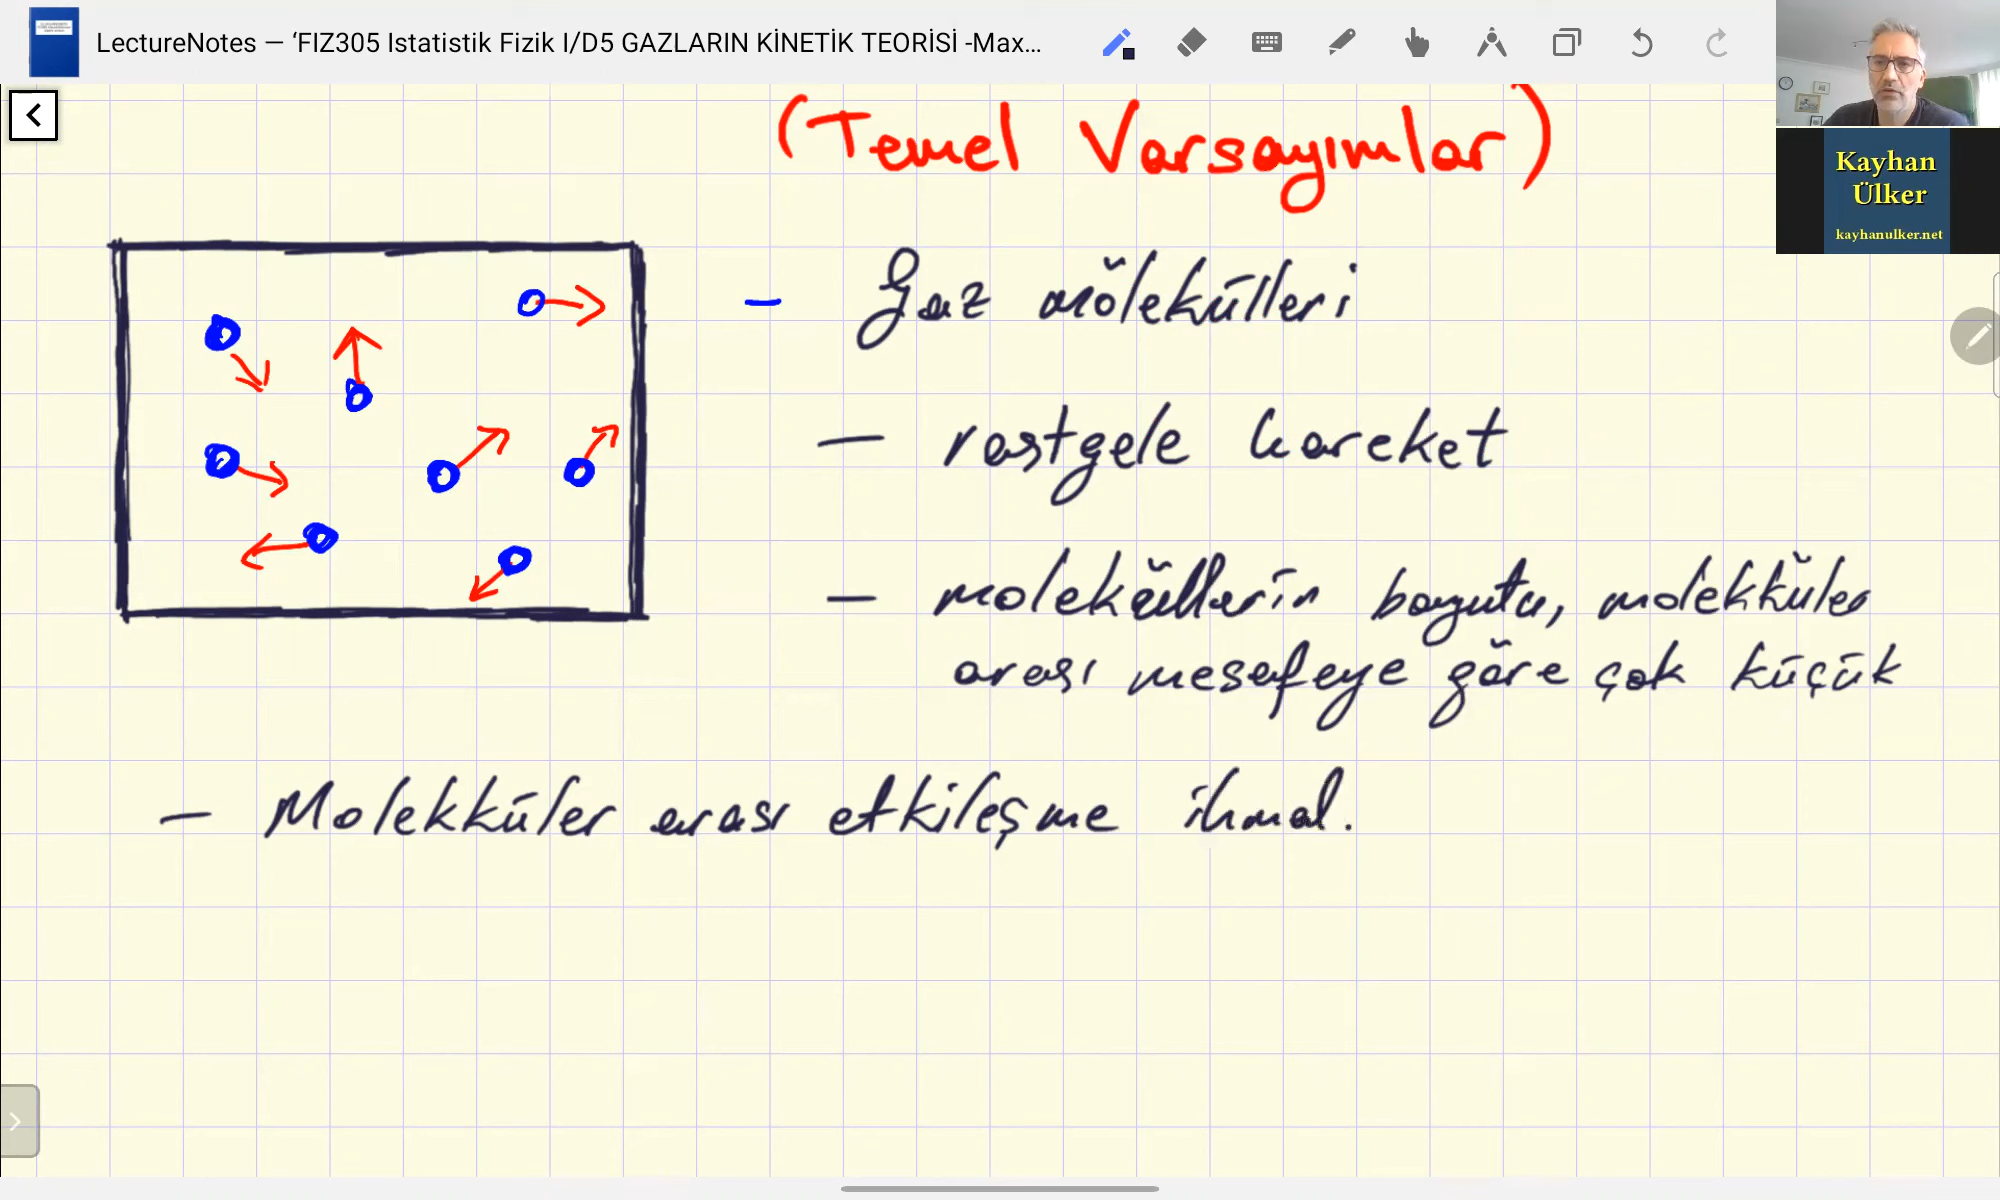 LectureNotes — ‘FIZ305 Istatistik Fizik I/D5 GAZLARIN KİNETİK TEORİSİ -Max...
(Temel Varsayımlar)
Kayhan
Ülker
kayhanulker.net
- Gaz mölekülleri
- rastgele hareket
- moleküllerin boyutu, molekküler
arası mesafeye göre çok küçük
- Molekküler arası etkileşme ihmal.